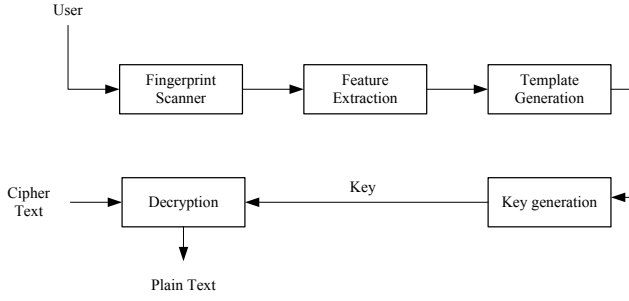 User
Fingerprint
Scanner
Feature
Extraction
Template
Generation
Cipher
Text
Decryption
Key
Key generation
Plain Text